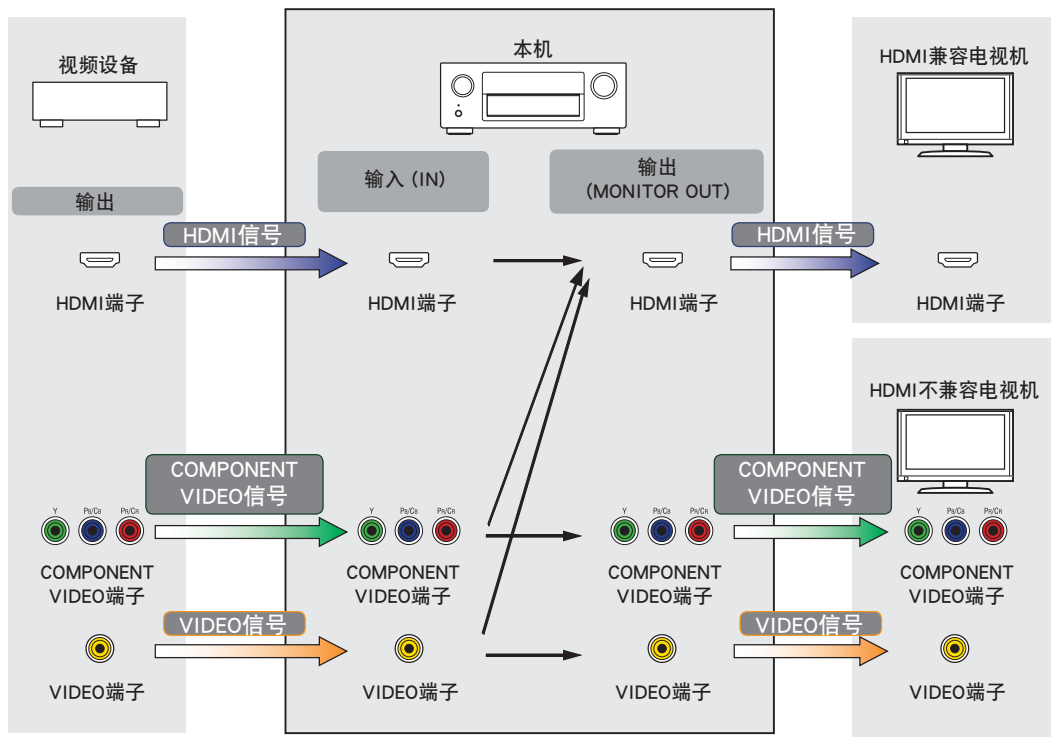 视频设备
本机
HDMI兼容电视机
输入 (IN)
输出
(MONITOR OUT)
输出
HDMI信号
HDMI信号
HDMI端子
HDMI端子
HDMI端子
HDMI端子
HDMI不兼容电视机
COMPONENT
VIDEO信号
COMPONENT
VIDEO信号
Y PB/CB PR/CR
Y PB/CB PR/CR
Y PB/CB PR/CR
Y PB/CB PR/CR
COMPONENT
VIDEO端子
COMPONENT
VIDEO端子
COMPONENT
VIDEO端子
COMPONENT
VIDEO端子
VIDEO信号
VIDEO信号
VIDEO端子
VIDEO端子
VIDEO端子
VIDEO端子